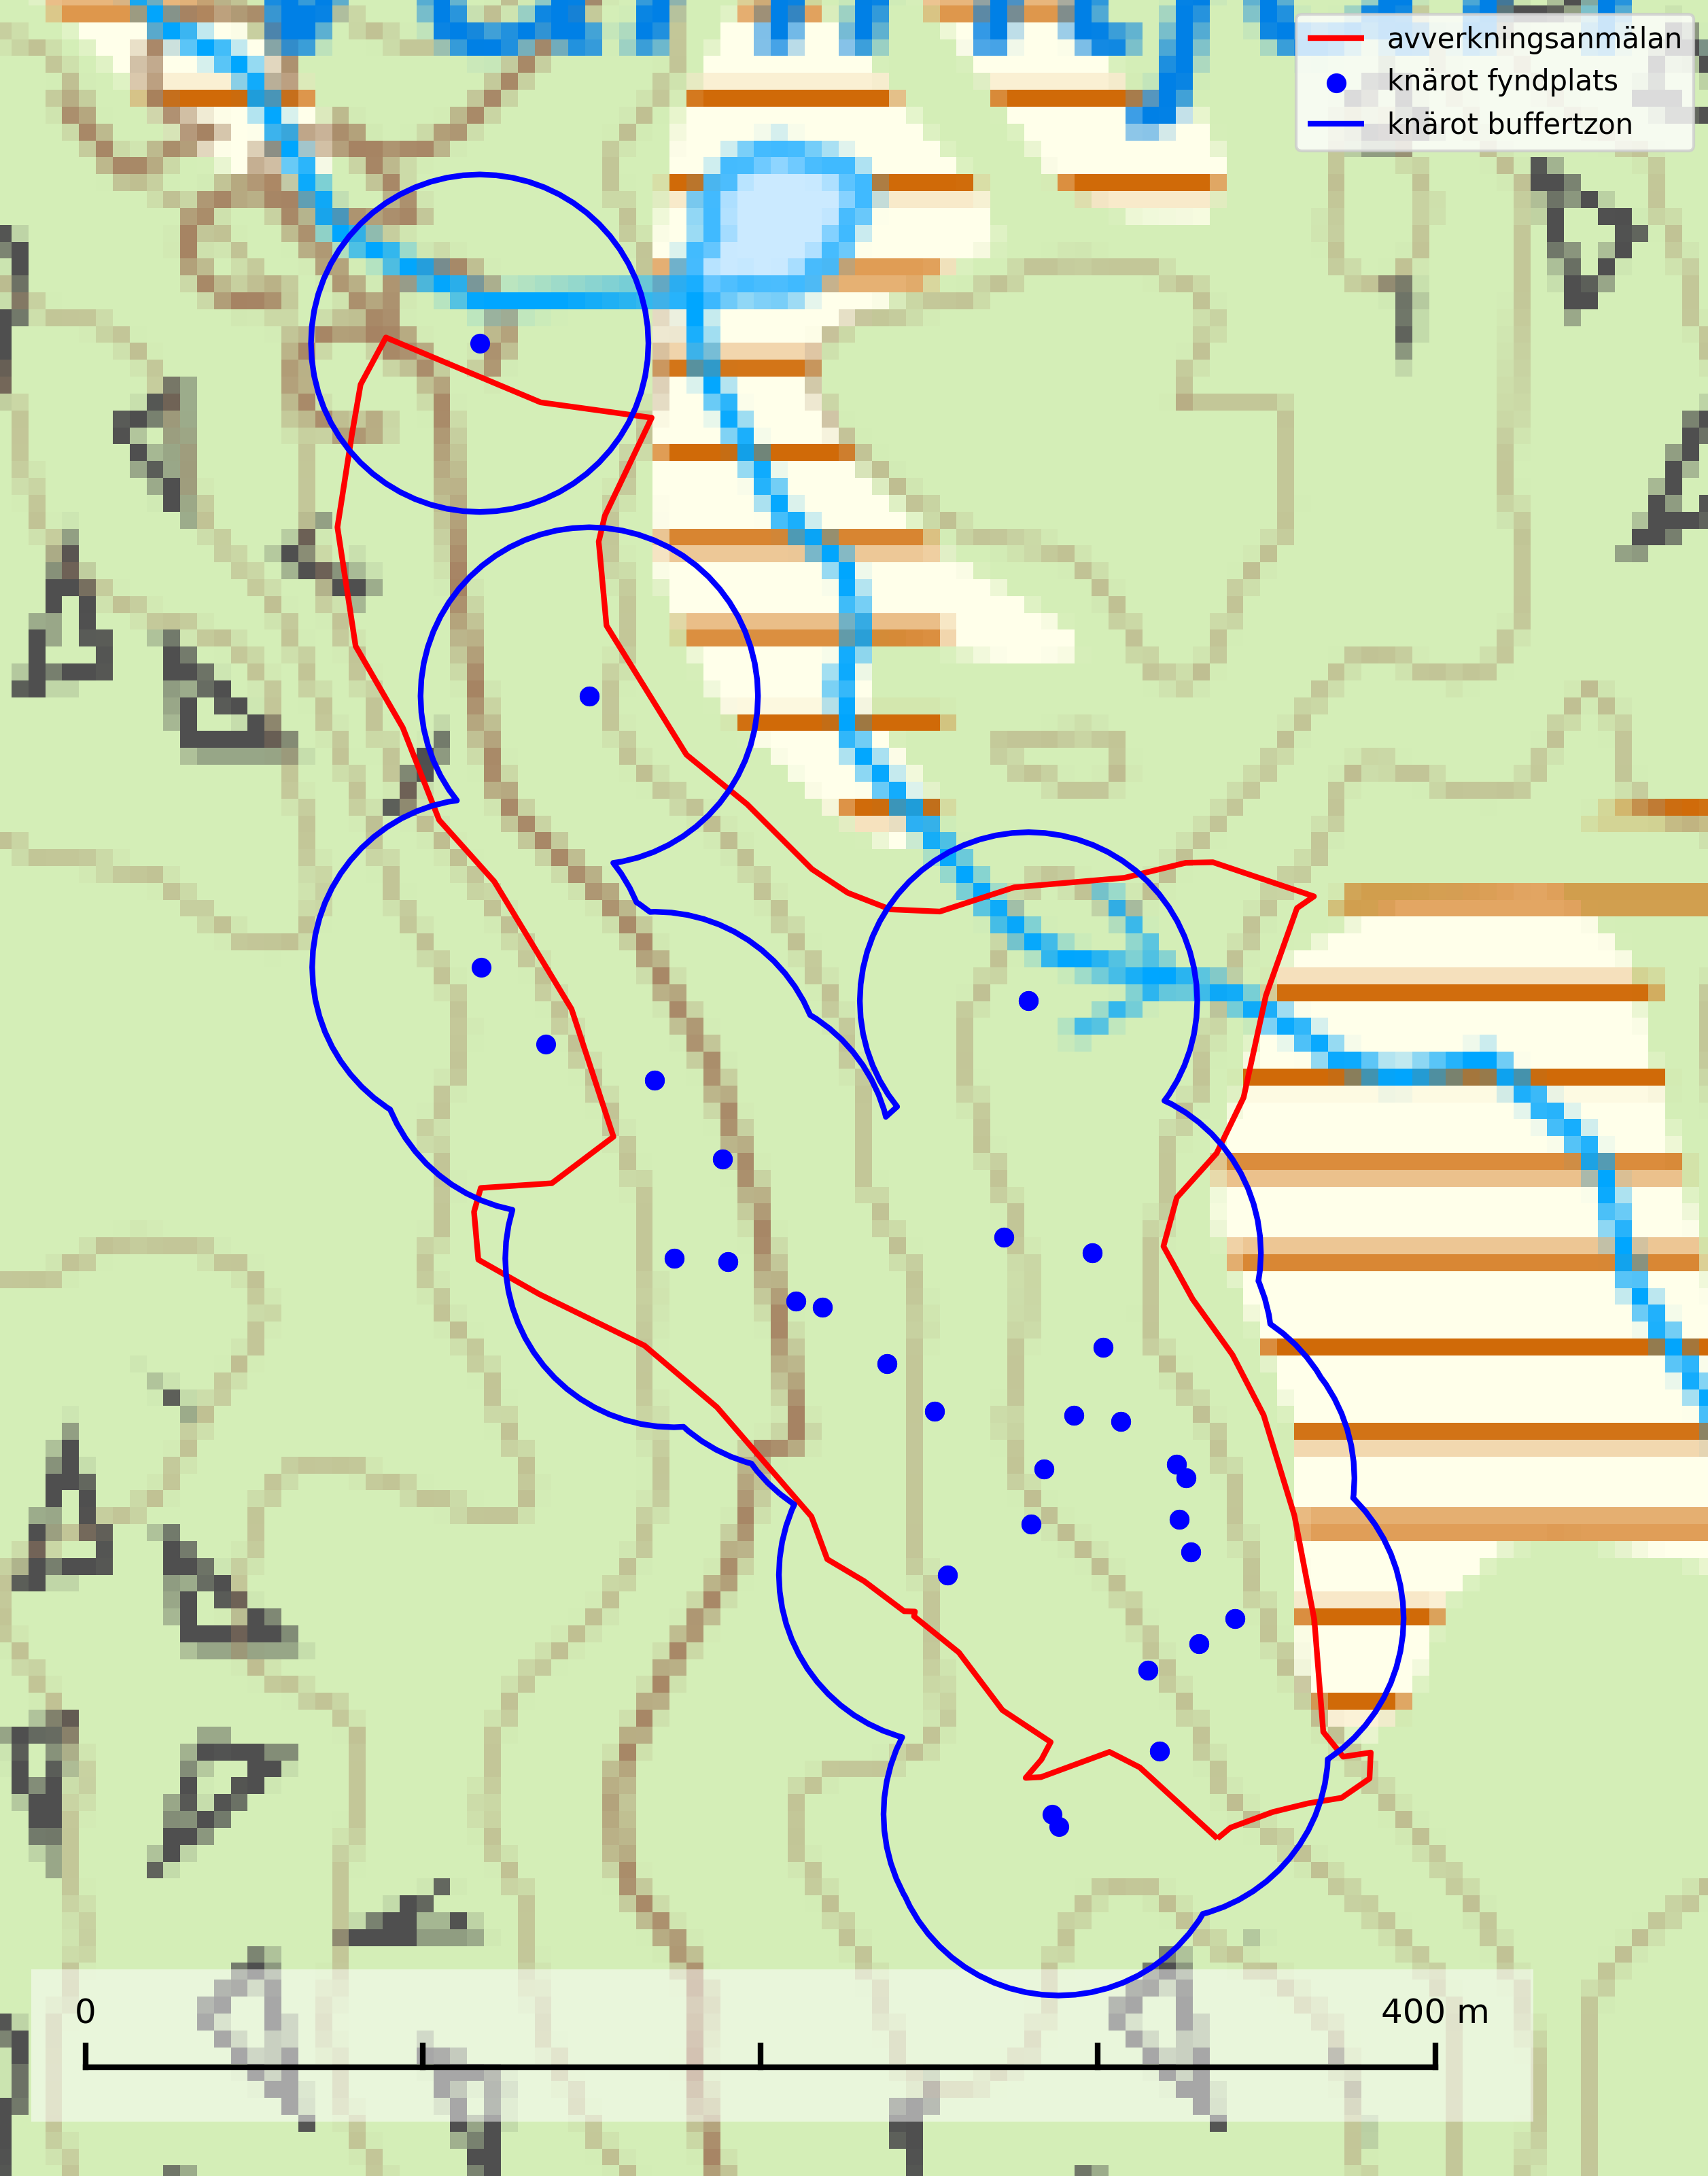 avverkningsanmälan
knärot fyndplats
knärot buffertzon
0
400 m